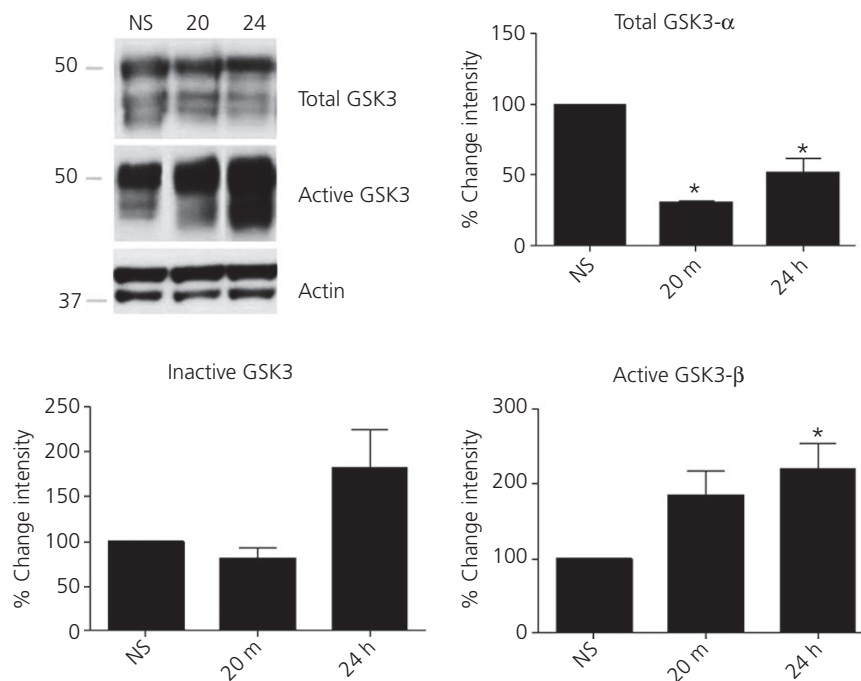 NS 20 24
50
Total GSK3
50
Active GSK3
37
Actin
Total GSK3-α
% Change intensity
150
100
50
0
NS
20 m
24 h
*
*
Inactive GSK3
% Change intensity
250
200
150
100
50
0
NS
20 m
24 h
Active GSK3-β
% Change intensity
300
200
100
0
NS
20 m
24 h
*